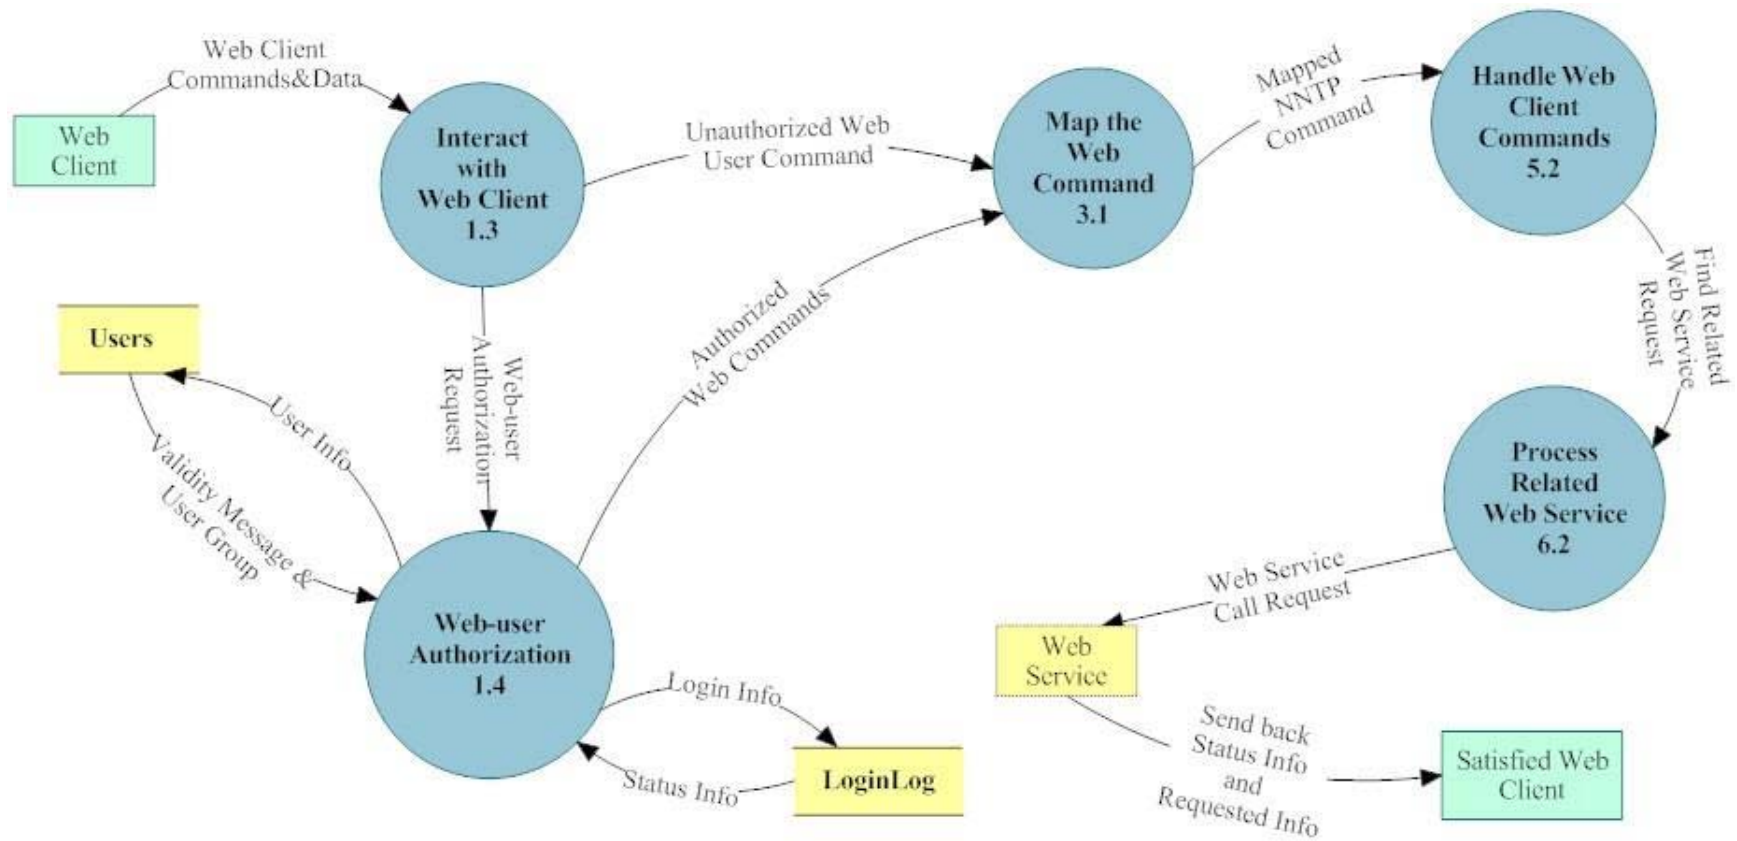 Web Client
Commands&Data
Web
Client
Interact
with
Web Client
1.3
Unauthorized Web
User Command
Map the
Web
Command
3.1
Mapped
NNTP
Command
Handle Web
Client
Commands
5.2
Find Related
Web Service
Request
Users
User Info
Validity Message &
User Group
Web-user
Authorization
Request
Authorized
Web Commands
Process
Related
Web Service
6.2
Web Service
Call Request
Web-user
Authorization
1.4
Login Info
Status Info
LoginLog
Web
Service
Send back
Status Info
and
Requested Info
Satisfied Web
Client